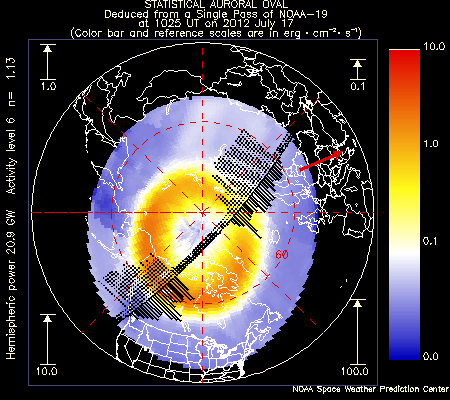 STATISTICAL AURORAL OVAL
Deduced from a Single Pass of NOAA-19
at 1025 UT on 2012 July 17
(Color bar and reference scales are in erg · cm⁻² · s⁻¹)
Hemispheric power 20.9 GW Activity level 6 n= 1.13
1.0
0.1
10.0
1.0
0.1
0.0
60
10.0
100.0
NOAA Space Weather Prediction Center